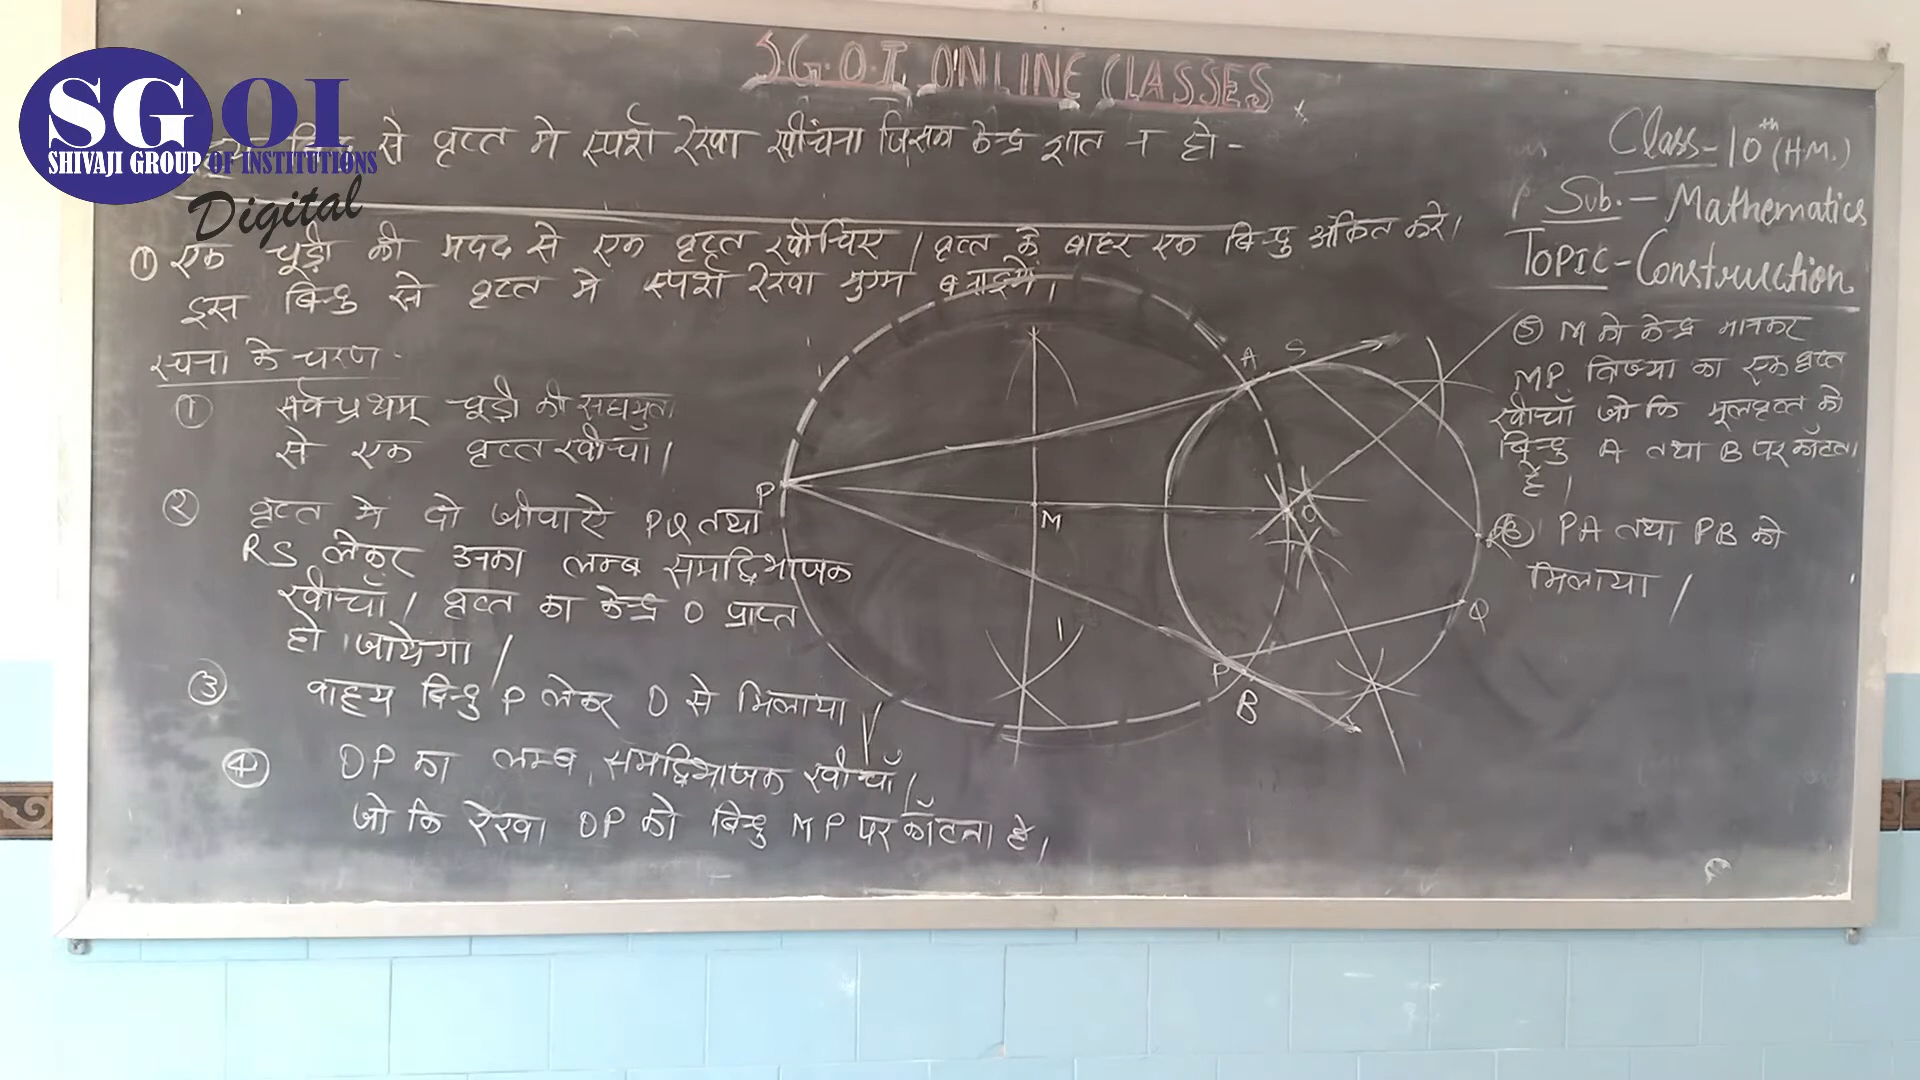 S.G.O.I. ONLINE CLASSES
SGOI
SHIVAJI GROUP OF INSTITUTIONS
Digital
से वृत्त मे स्पर्श रेखा खींचना जिसका केन्द्र ज्ञात न हो -
Class - 10th (H.M.)
Sub. - Mathematics
TOPIC - Construction
① एक चूड़ी की मदद से एक वृत्त खींचिए / वृत्त के बाहर एक बिन्दु अंकित करे।
इस बिन्दु से वृत्त मे स्पर्श रेखा युग्म बनाइये।
रचना के चरण -
① सर्वप्रथम् चूड़ी की सहायता
से एक वृत्त खींचा।
② वृत्त में दो जीवाऐं PQ तथा
RS लेकर उनका लम्ब समद्विभाजक
खींचाँ। वृत्त का केन्द्र O प्राप्त
हो जायेगा /
③ बाह्य बिन्दु P लेकर O से मिलाया
④ OP का लम्ब समद्विभाजक खींचाँ/
जो कि रेखा OP को बिन्दु MP पर काँटता है।
⑤ M को केन्द्र मानकर
MP त्रिज्या का एक वृत्त
खींचाँ जो कि मूलवृत्त को
बिन्दु A तथा B पर काँटता
है।
⑥ PA तथा PB को
मिलाया /
A S
P
M
O
R
Q
P
B